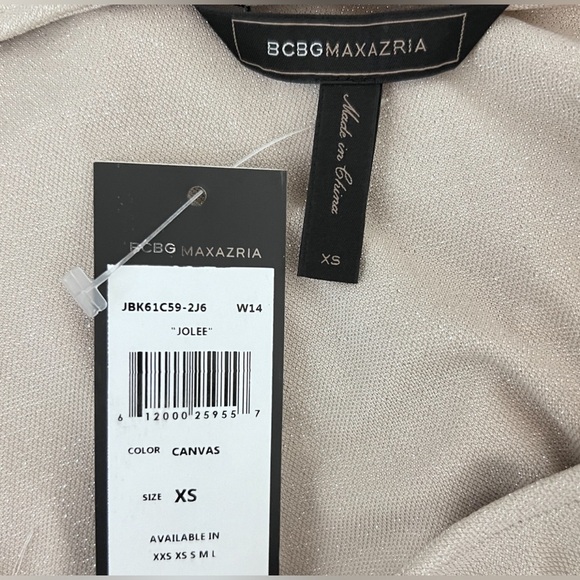 BCBGMAXAZRIA
Made in China
XS
BCBG MAXAZRIA
JBK61C59-2J6 W14
"JOLEE"
6 12000 25955 7
COLOR CANVAS
SIZE XS
AVAILABLE IN
XXS XS S M L